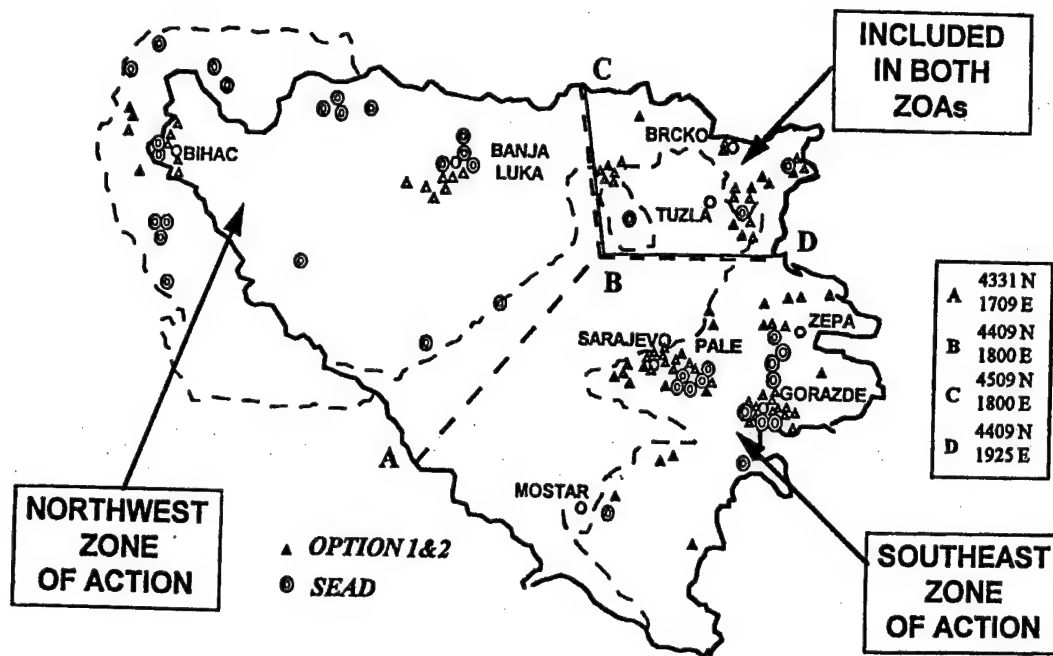 C
INCLUDED
IN BOTH
ZOAs
BRCKO
BIHAC
BANJA
LUKA
TUZLA
D
B
A 4331 N
1709 E
B 4409 N
1800 E
C 4509 N
1800 E
D 4409 N
1925 E
ZEPA
SARAJEVO PALE
GORAZDE
A
MOSTAR
NORTHWEST
ZONE
OF ACTION
▲ OPTION 1&2
SEAD
SOUTHEAST
ZONE
OF ACTION